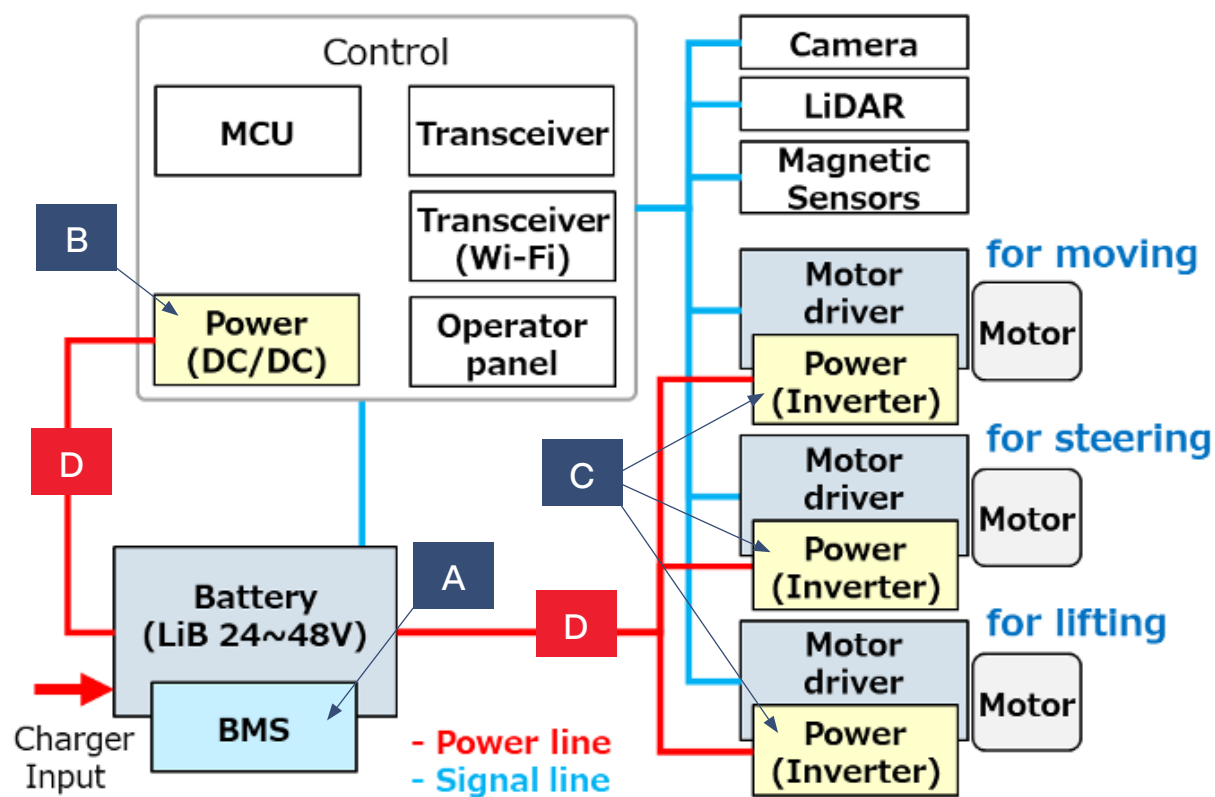 Control
MCU
Transceiver
Transceiver
(Wi-Fi)
Operator
panel
Power
(DC/DC)
B
D
Battery
(LiB 24~48V)
BMS
A
Charger
Input
D
- Power line
- Signal line
C
Camera
LiDAR
Magnetic
Sensors
for moving
Motor
driver
Power
(Inverter)
Motor
for steering
Motor
driver
Power
(Inverter)
Motor
for lifting
Motor
driver
Power
(Inverter)
Motor